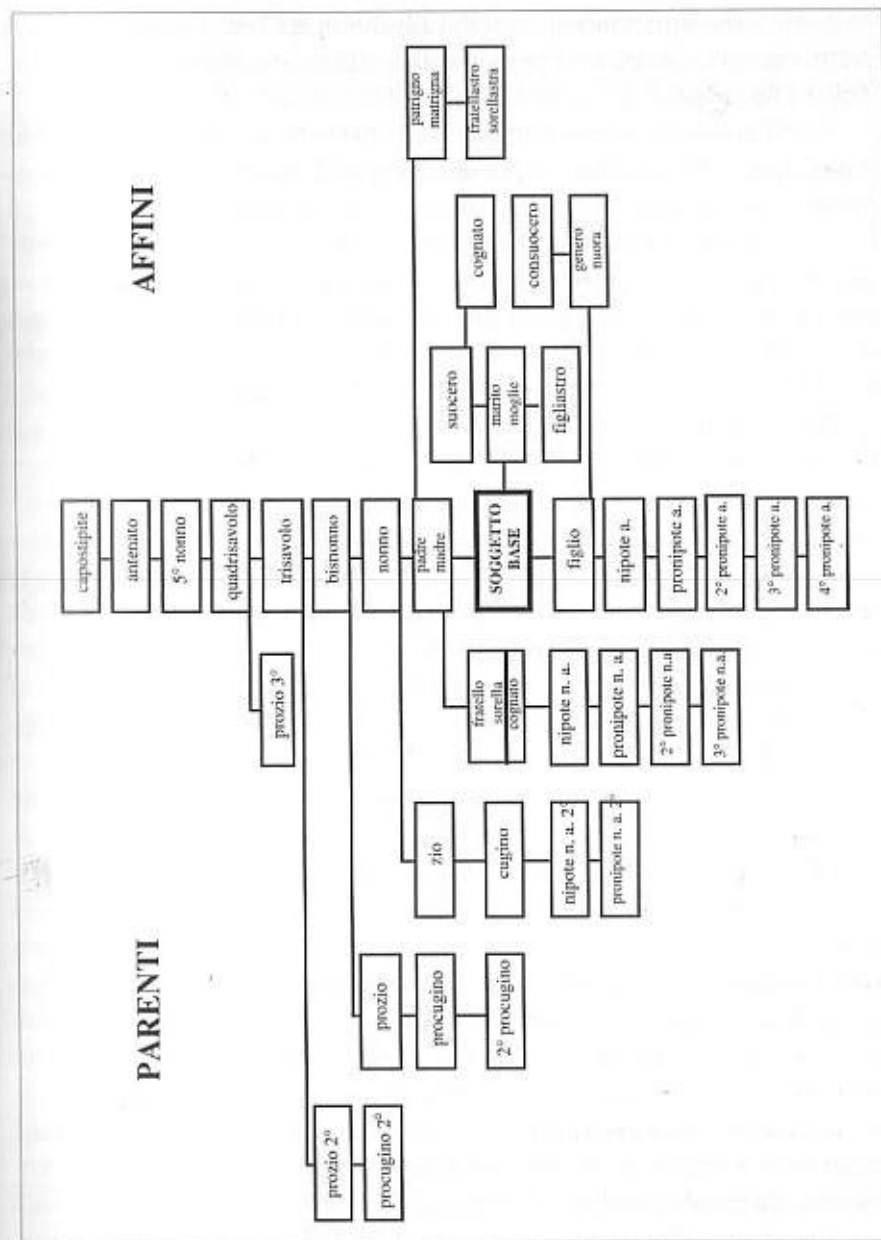 PARENTI
AFFINI
capostipite
antenato
5° nonno
quadrisavolo
trisavolo
bisnonno
nonno
padre
madre
SOGGETTO
BASE
figlio
nipote a.
pronipote a.
2° pronipote a.
3° pronipote a.
4° pronipote a.
prozio 2°
procugino 2°
prozio
procugino
2° procugino
prozio 3°
zio
cugino
nipote n. a. 2°
pronipote n. a. 2°
fratello
sorella
cognato
nipote n. a.
pronipote n. a.
2° pronipote n.a
3° pronipote n.a.
suocero
marito
moglie
figliastro
cognato
consuocero
genero
nuora
patrigno
matrigna
fratellastro
sorellastra